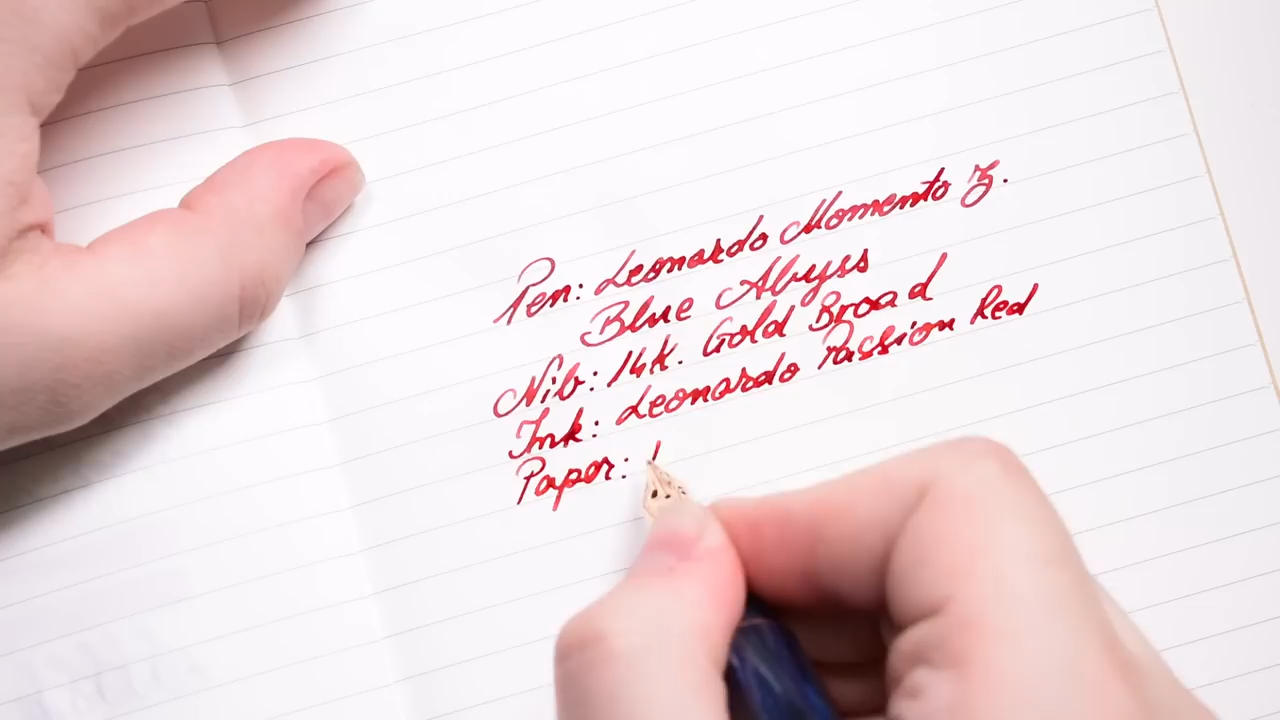 Pen: Leonardo Momento Z.
Blue Abyss
Nib: 14K. Gold Broad
Ink: Leonardo Passion Red
Paper: